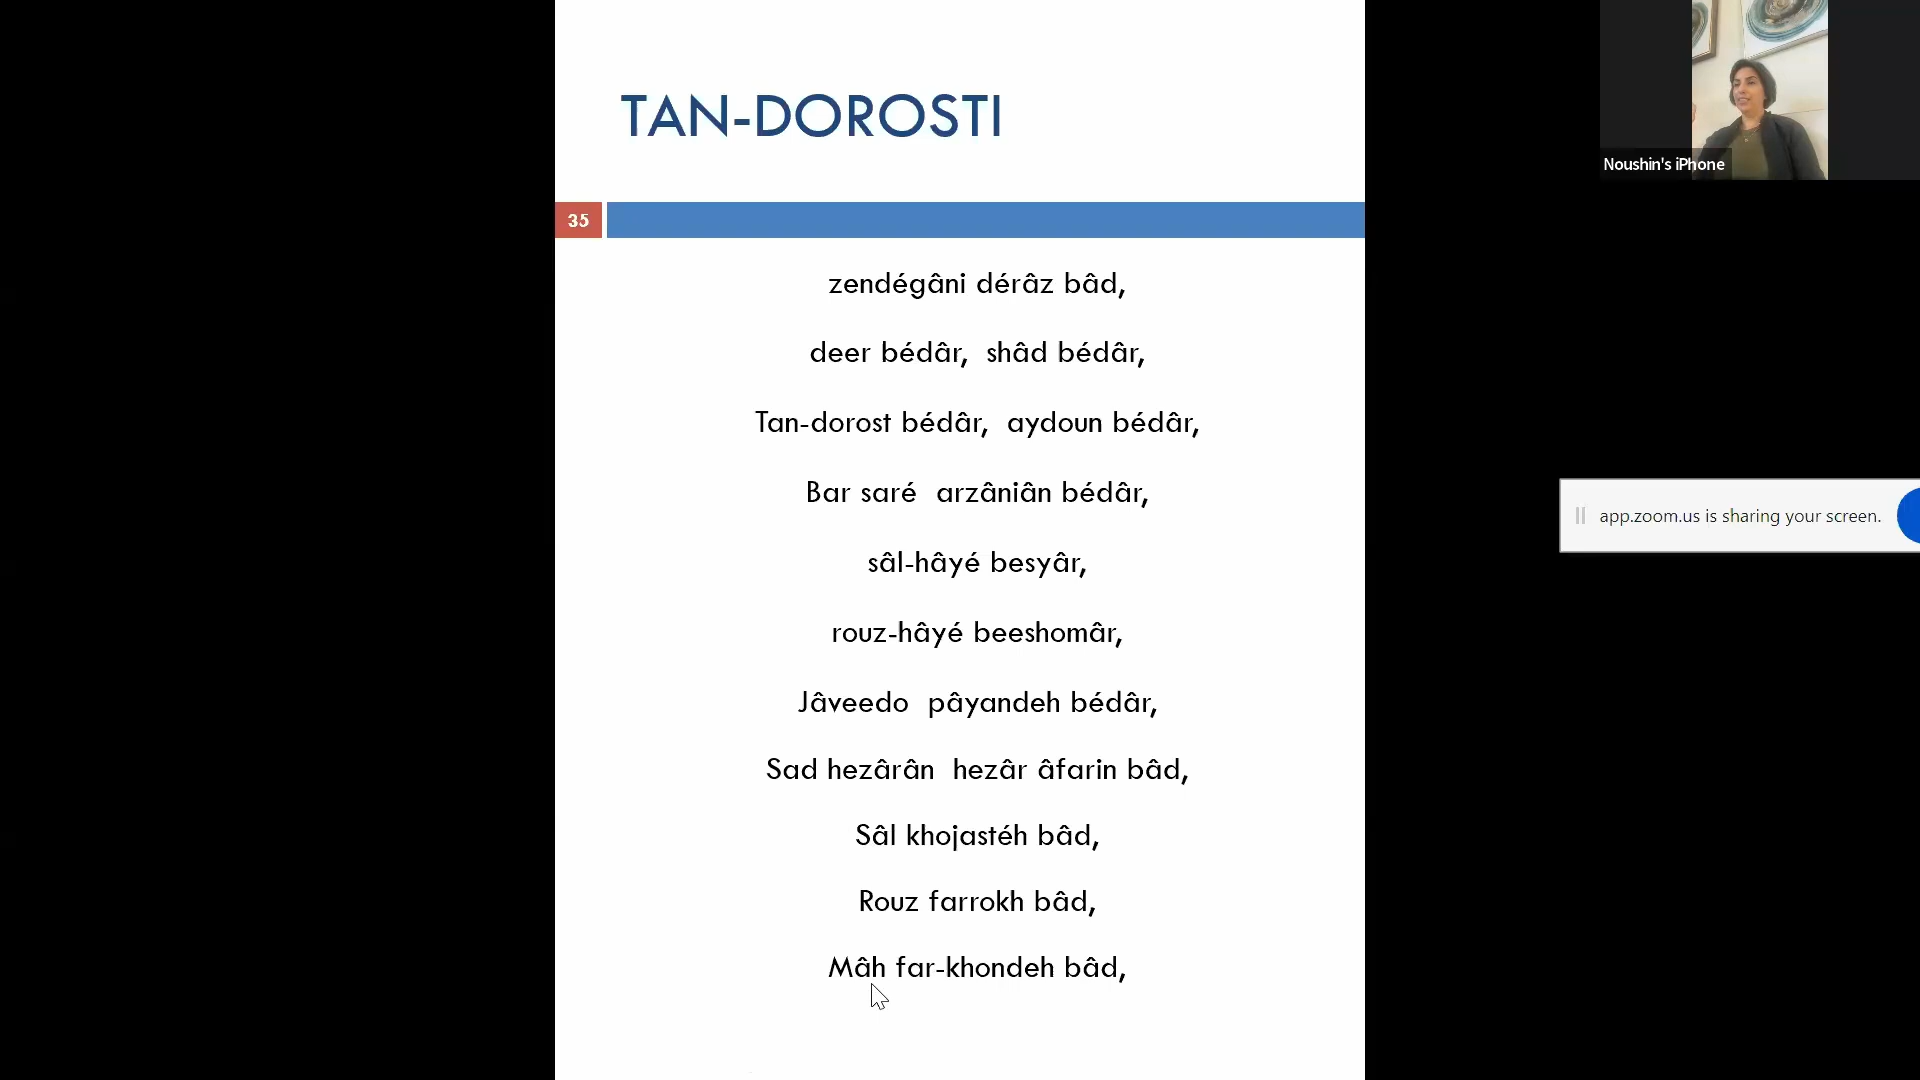 TAN-DOROSTI
35
zendégâni dérâz bâd,
deer bédâr, shâd bédâr,
Tan-dorost bédâr, aydoun bédâr,
Bar saré arzâniân bédâr,
sâl-hâyé besyâr,
rouz-hâyé beeshomâr,
Jâveedo pâyandeh bédâr,
Sad hezârân hezâr âfarin bâd,
Sâl khojastéh bâd,
Rouz farrokh bâd,
Mâh far-khondeh bâd,
Noushin's iPhone
app.zoom.us is sharing your screen.